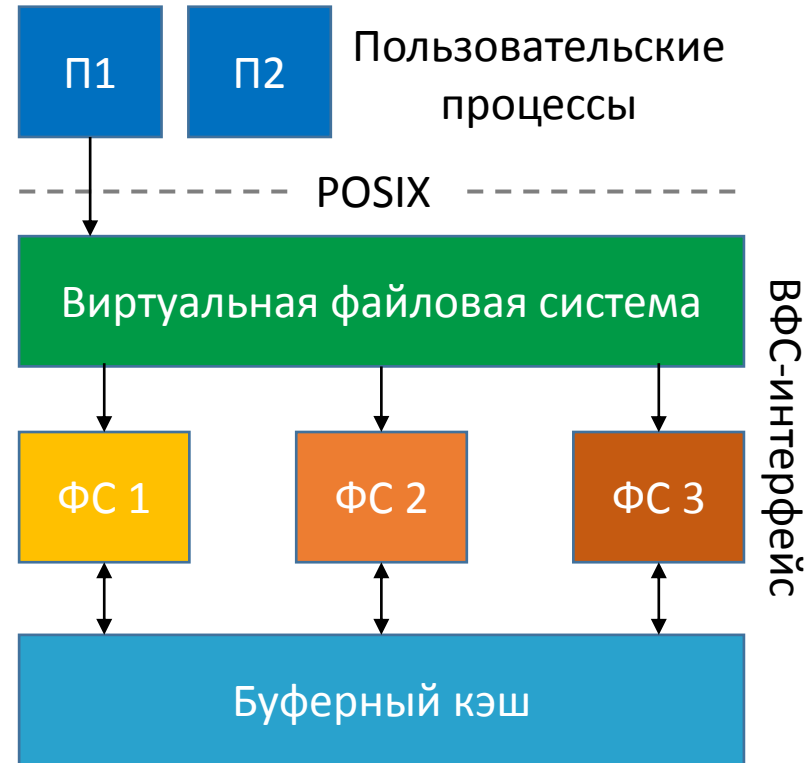 П1
П2
Пользовательские
процессы
POSIX
Виртуальная файловая система
ВФС-интерфейс
ФС 1
ФС 2
ФС 3
Буферный кэш